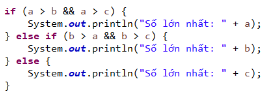 if (a > b && a > c) {
    System.out.println("Số lớn nhất: " + a);
} else if (b > a && b > c) {
    System.out.println("Số lớn nhất: " + b);
} else {
    System.out.println("Số lớn nhất: " + c);
}